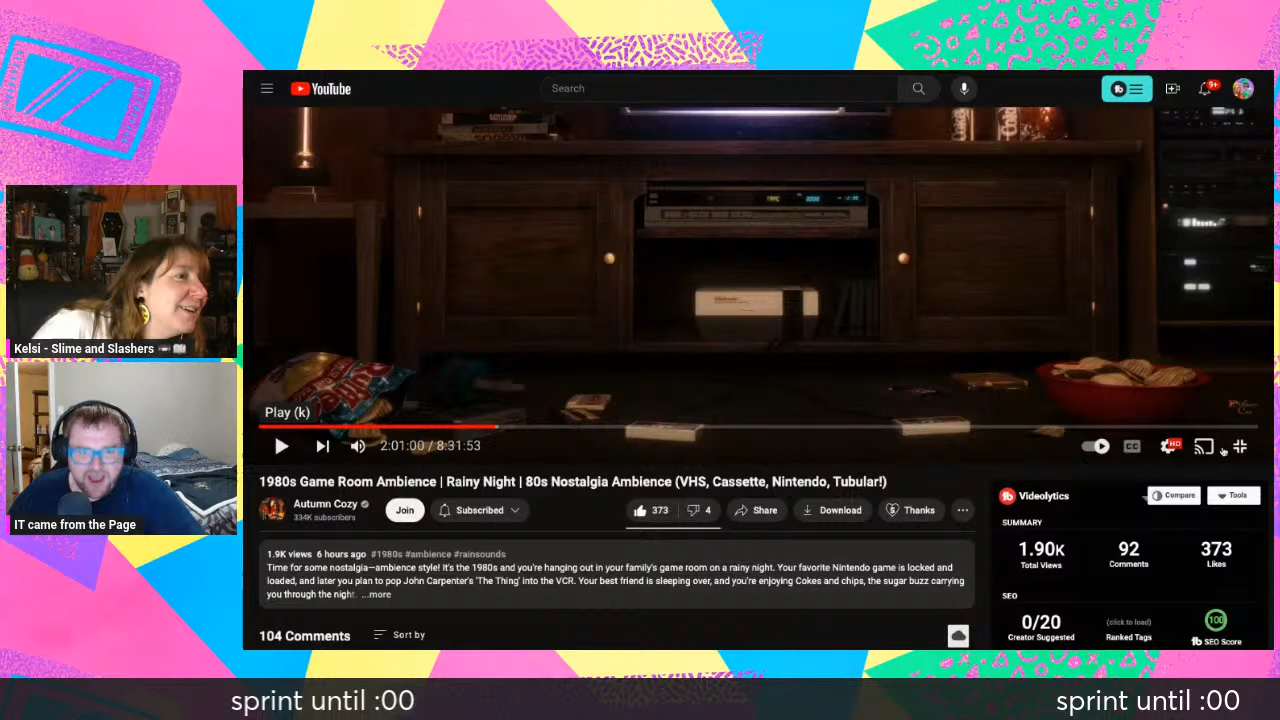 YouTube
Search
9+
Play (k)
2:01:00 / 8:31:53
CC
HD
1980s Game Room Ambience | Rainy Night | 80s Nostalgia Ambience (VHS, Cassette, Nintendo, Tubular!)
Autumn Cozy
334K subscribers
Join
Subscribed
373
4
Share
Download
Thanks
1.9K views 6 hours ago #1980s #ambience #rainsounds
Time for some nostalgia—ambience style! It's the 1980s and you're hanging out in your family's game room on a rainy night. Your favorite Nintendo game is locked and
loaded, and later you plan to pop John Carpenter's 'The Thing' into the VCR. Your best friend is sleeping over, and you're enjoying Cokes and chips, the sugar buzz carrying
you through the night. ...more
104 Comments
Sort by
Videolytics
Compare
Tools
SUMMARY
1.90K
Total Views
92
Comments
373
Likes
SEO
0/20
Creator Suggested
(click to load)
Ranked Tags
100
SEO Score
Kelsi - Slime and Slashers
IT came from the Page
sprint until :00
sprint until :00